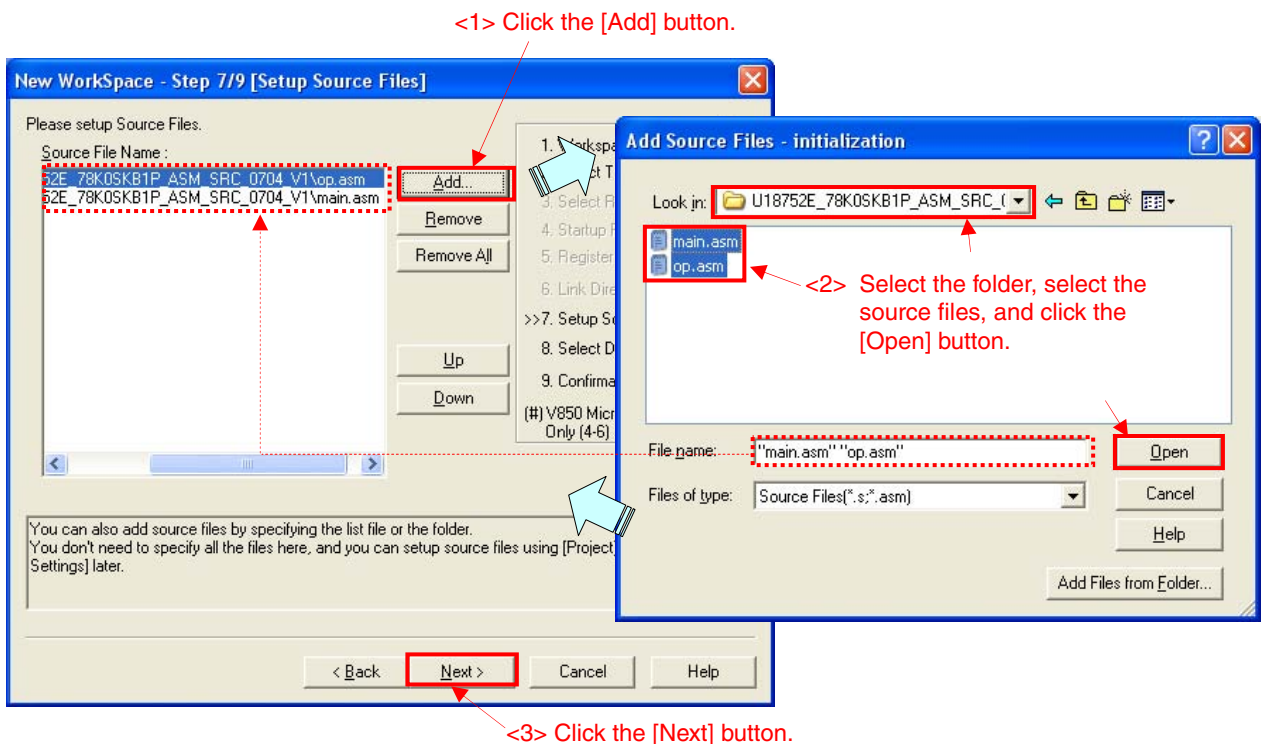 <1> Click the [Add] button.
New WorkSpace - Step 7/9 [Setup Source Files]
Please setup Source Files.
Source File Name :
52E_78K0SKB1P_ASM_SRC_0704_V1\op.asm
52E_78K0SKB1P_ASM_SRC_0704_V1\main.asm
Add...
Remove
Remove All
Up
Down
1. Workspa
ct T
3. Select R
4. Startup F
5. Register
6. Link Dire
>>7. Setup So
8. Select D
9. Confirma
(#) V850 Micr
Only (4-6)
You can also add source files by specifying the list file or the folder.
You don't need to specify all the files here, and you can setup source files using [Project
Settings] later.
< Back
Next >
Cancel
Help
Add Source Files - initialization
Look in:
U18752E_78K0SKB1P_ASM_SRC_(
main.asm
op.asm
<2> Select the folder, select the
source files, and click the
[Open] button.
File name:
"main.asm" "op.asm"
Open
Files of type:
Source Files(*.s;*.asm)
Cancel
Help
Add Files from Folder...
<3> Click the [Next] button.